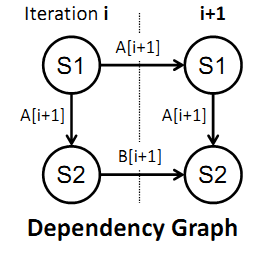 Iteration i
i+1
A[i+1]
S1
S1
A[i+1]
A[i+1]
B[i+1]
S2
S2
Dependency Graph